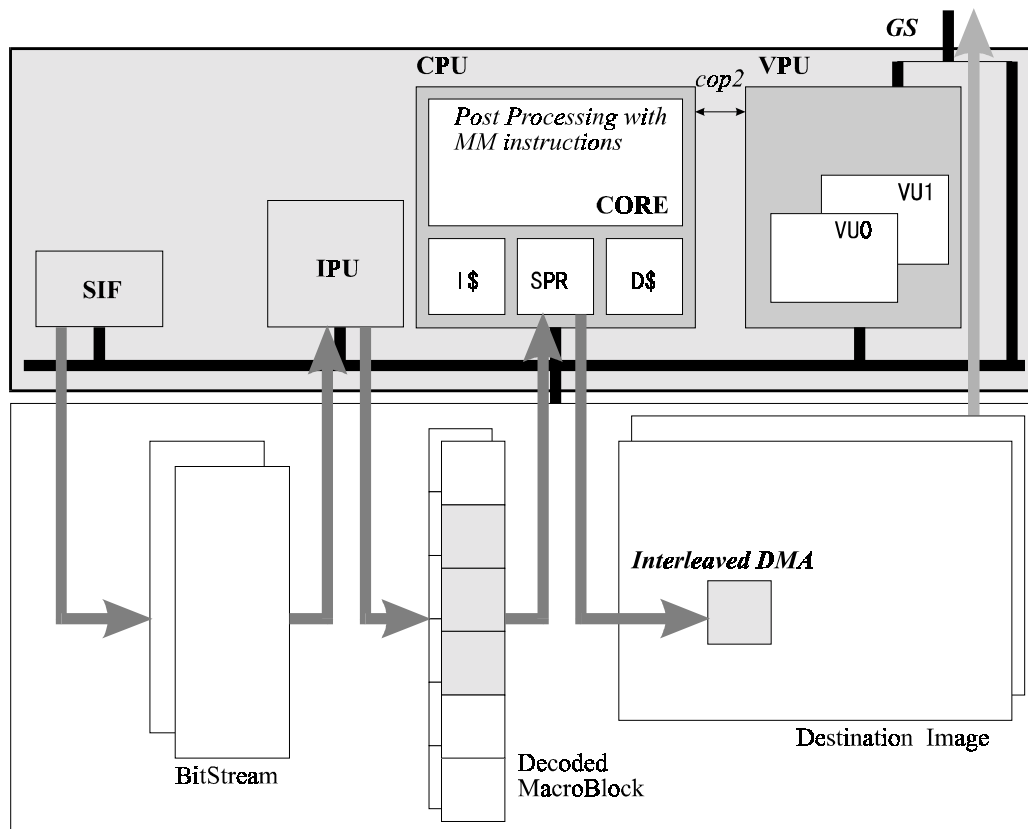 GS
CPU
cop2
VPU
Post Processing with
MM instructions
CORE
VU1
VU0
IPU
SIF
I$
SPR
D$
Interleaved DMA
Destination Image
BitStream
Decoded
MacroBlock